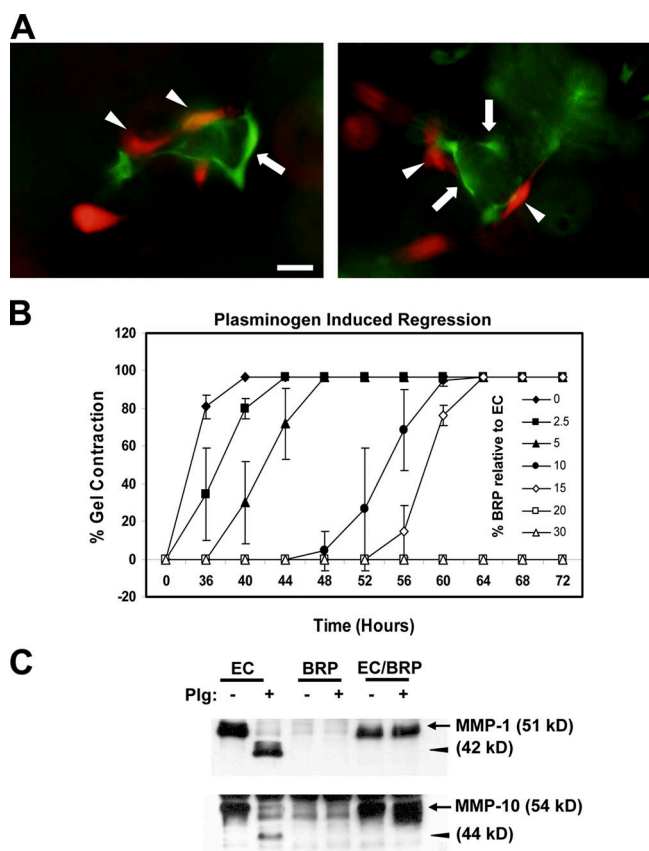 A
B
Plasminogen Induced Regression
120
100
80
60
40
20
0
-20
% Gel Contraction
0 36 40 44 48 52 56 60 64 68 72
Time (Hours)
% BRP relative to EC
0
2.5
5
10
15
20
30
C
EC BRP EC/BRP
Plg: - + - + - +
MMP-1 (51 kD)
(42 kD)
MMP-10 (54 kD)
(44 kD)